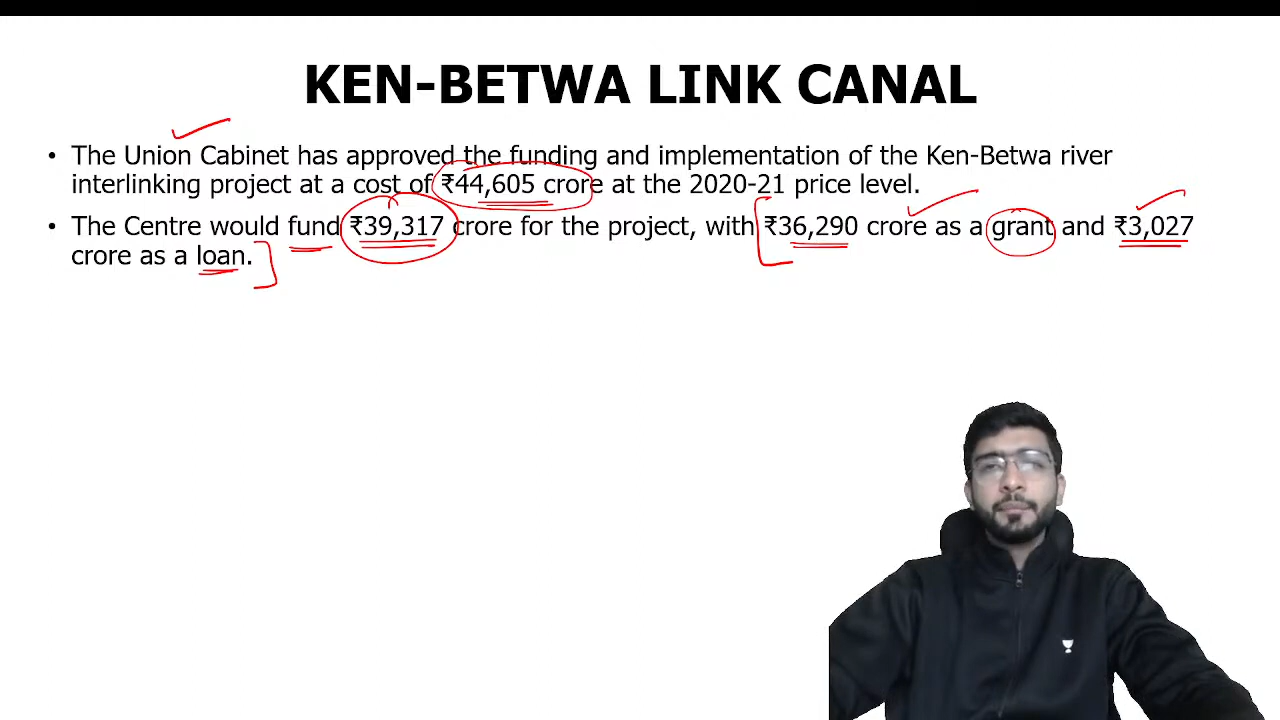 KEN-BETWA LINK CANAL
• The Union Cabinet has approved the funding and implementation of the Ken-Betwa river
interlinking project at a cost of ₹44,605 crore at the 2020-21 price level.
• The Centre would fund ₹39,317 crore for the project, with ₹36,290 crore as a grant and ₹3,027
crore as a loan.